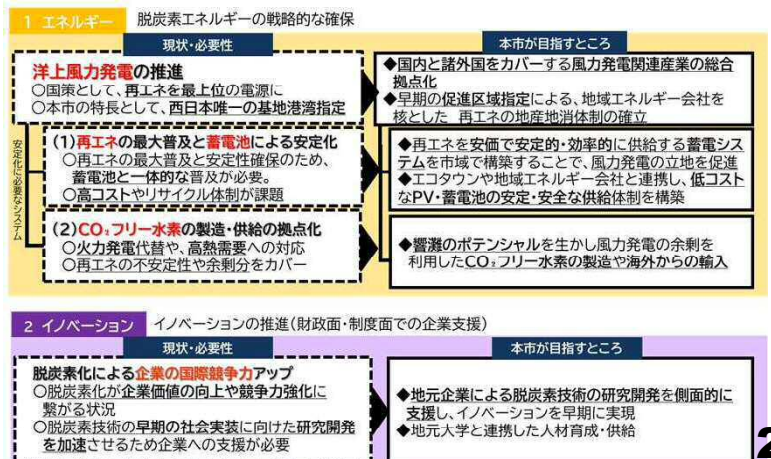 1 エネルギー 脱炭素エネルギーの戦略的な確保
現状・必要性
洋上風力発電の推進
○国策として、再エネを最上位の電源に
○本市の特長として、西日本唯一の基地港湾指定
安定化に必要なシステム
(1)再エネの最大普及と蓄電池による安定化
○再エネの最大普及と安定性確保のため、
蓄電池と一体的な普及が必要。
○高コストやリサイクル体制が課題
(2)CO₂フリー水素の製造・供給の拠点化
○火力発電代替や、高熱需要への対応
○再エネの不安定性や余剰分をカバー
本市が目指すところ
◆国内と諸外国をカバーする風力発電関連産業の総合
拠点化
◆早期の促進区域指定による、地域エネルギー会社を
核とした 再エネの地産地消体制の確立
◆再エネを安価で安定的・効率的に供給する蓄電シス
テムを市域で構築することで、風力発電の立地を促進
◆エコタウンや地域エネルギー会社と連携し、低コスト
なPV・蓄電池の安定・安全な供給体制を構築
◆響灘のポテンシャルを生かし風力発電の余剰を
利用したCO₂フリー水素の製造や海外からの輸入
2 イノベーション イノベーションの推進(財政面・制度面での企業支援)
現状・必要性
脱炭素化による企業の国際競争力アップ
○脱炭素化が企業価値の向上や競争力強化に
繋がる状況
○脱炭素技術の早期の社会実装に向けた研究開発
を加速させるため企業への支援が必要
本市が目指すところ
◆地元企業による脱炭素技術の研究開発を側面的に
支援し、イノベーションを早期に実現
◆地元大学と連携した人材育成・供給
2